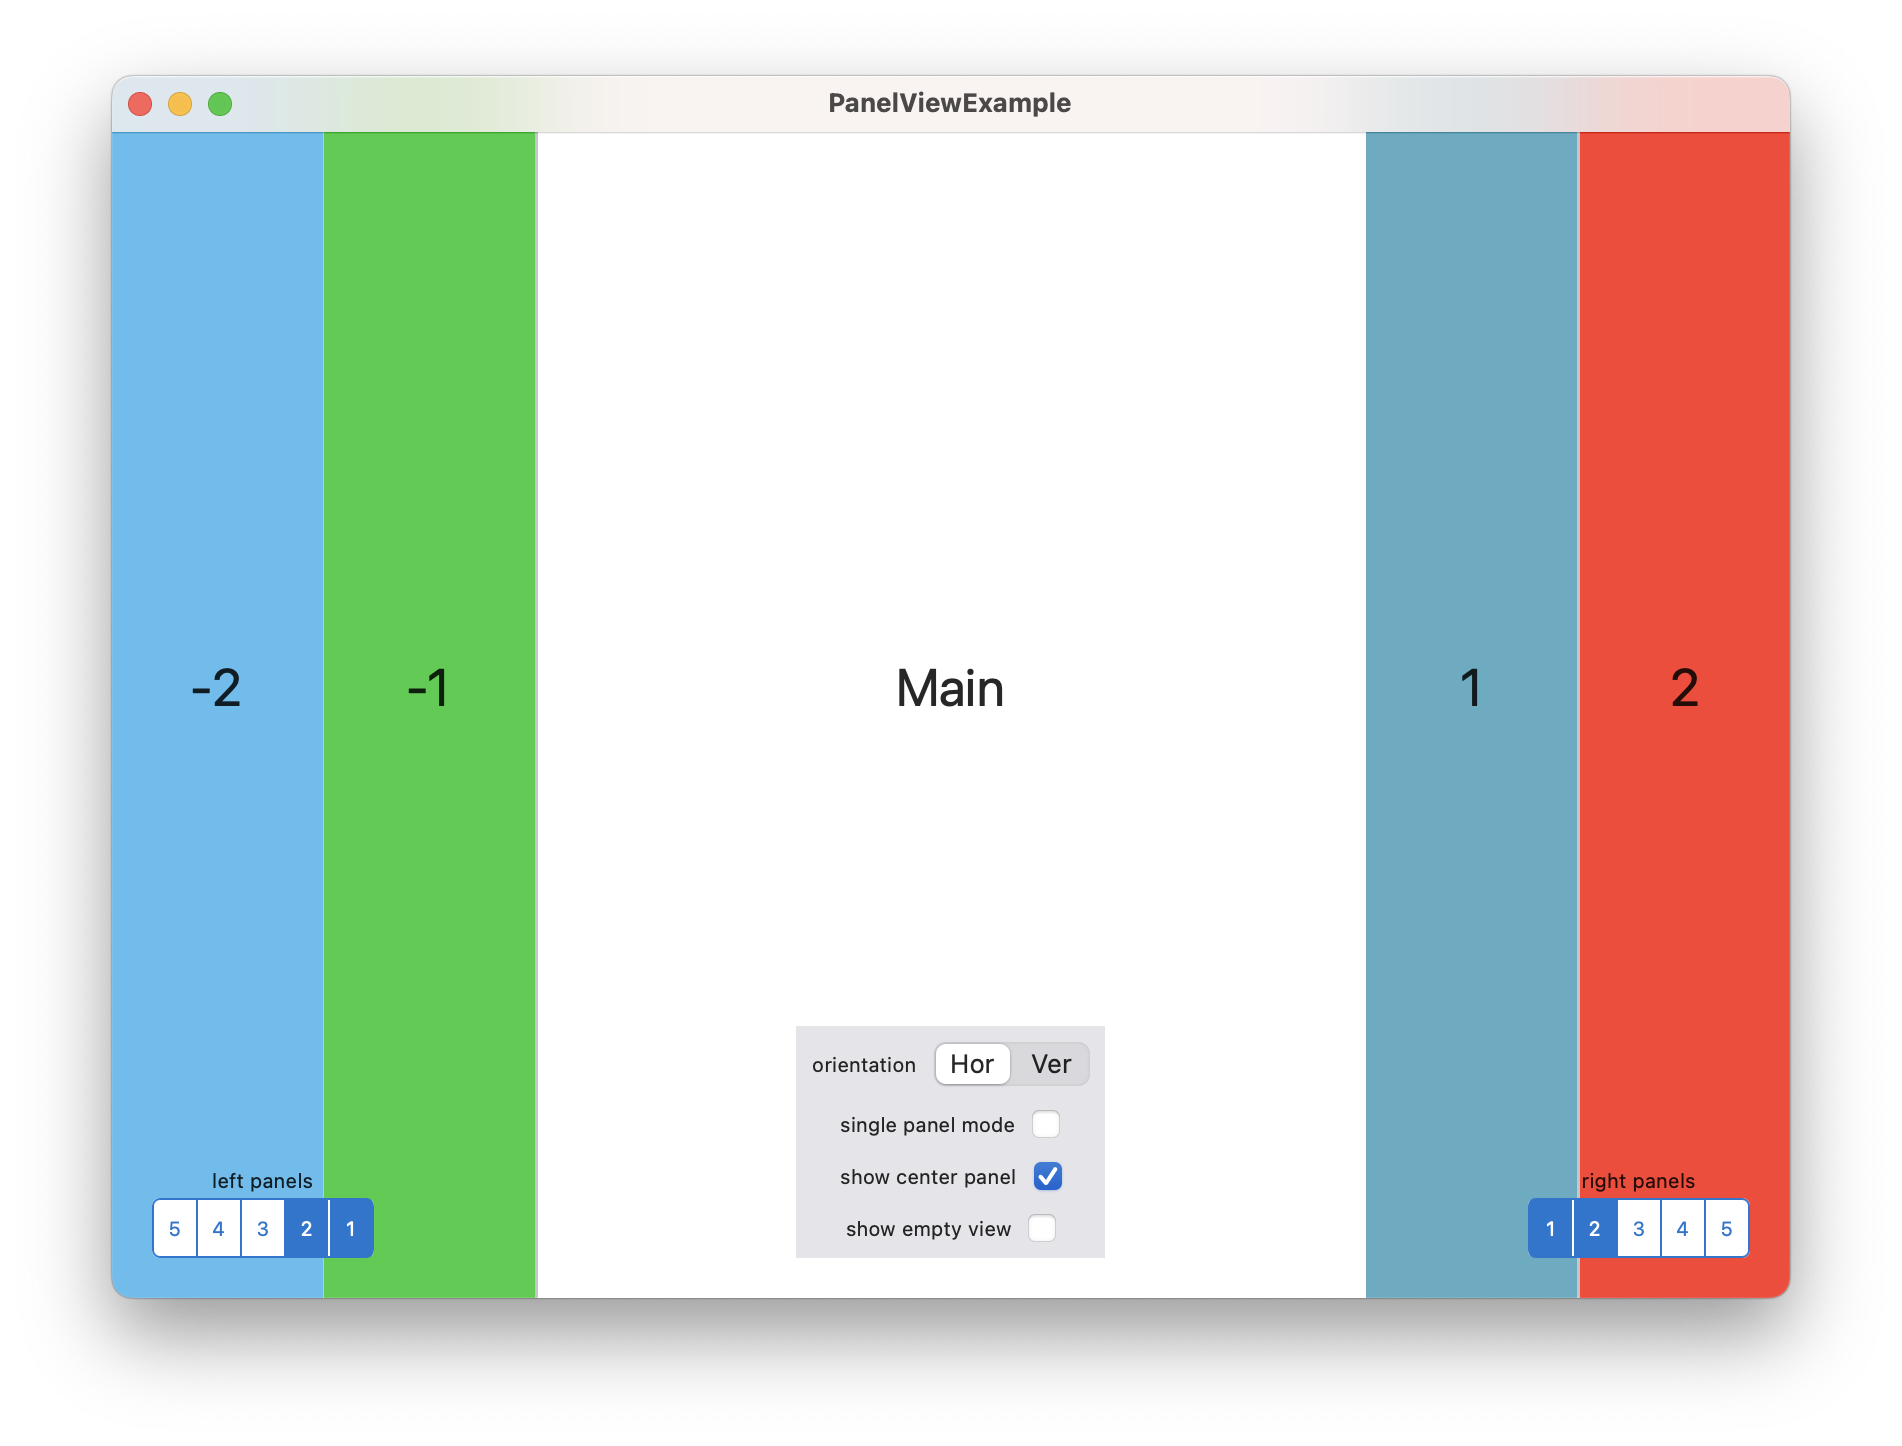 PanelViewExample
-2
-1
Main
1
2
orientation Hor Ver
single panel mode
show center panel
show empty view
left panels
5 4 3 2 1
right panels
1 2 3 4 5